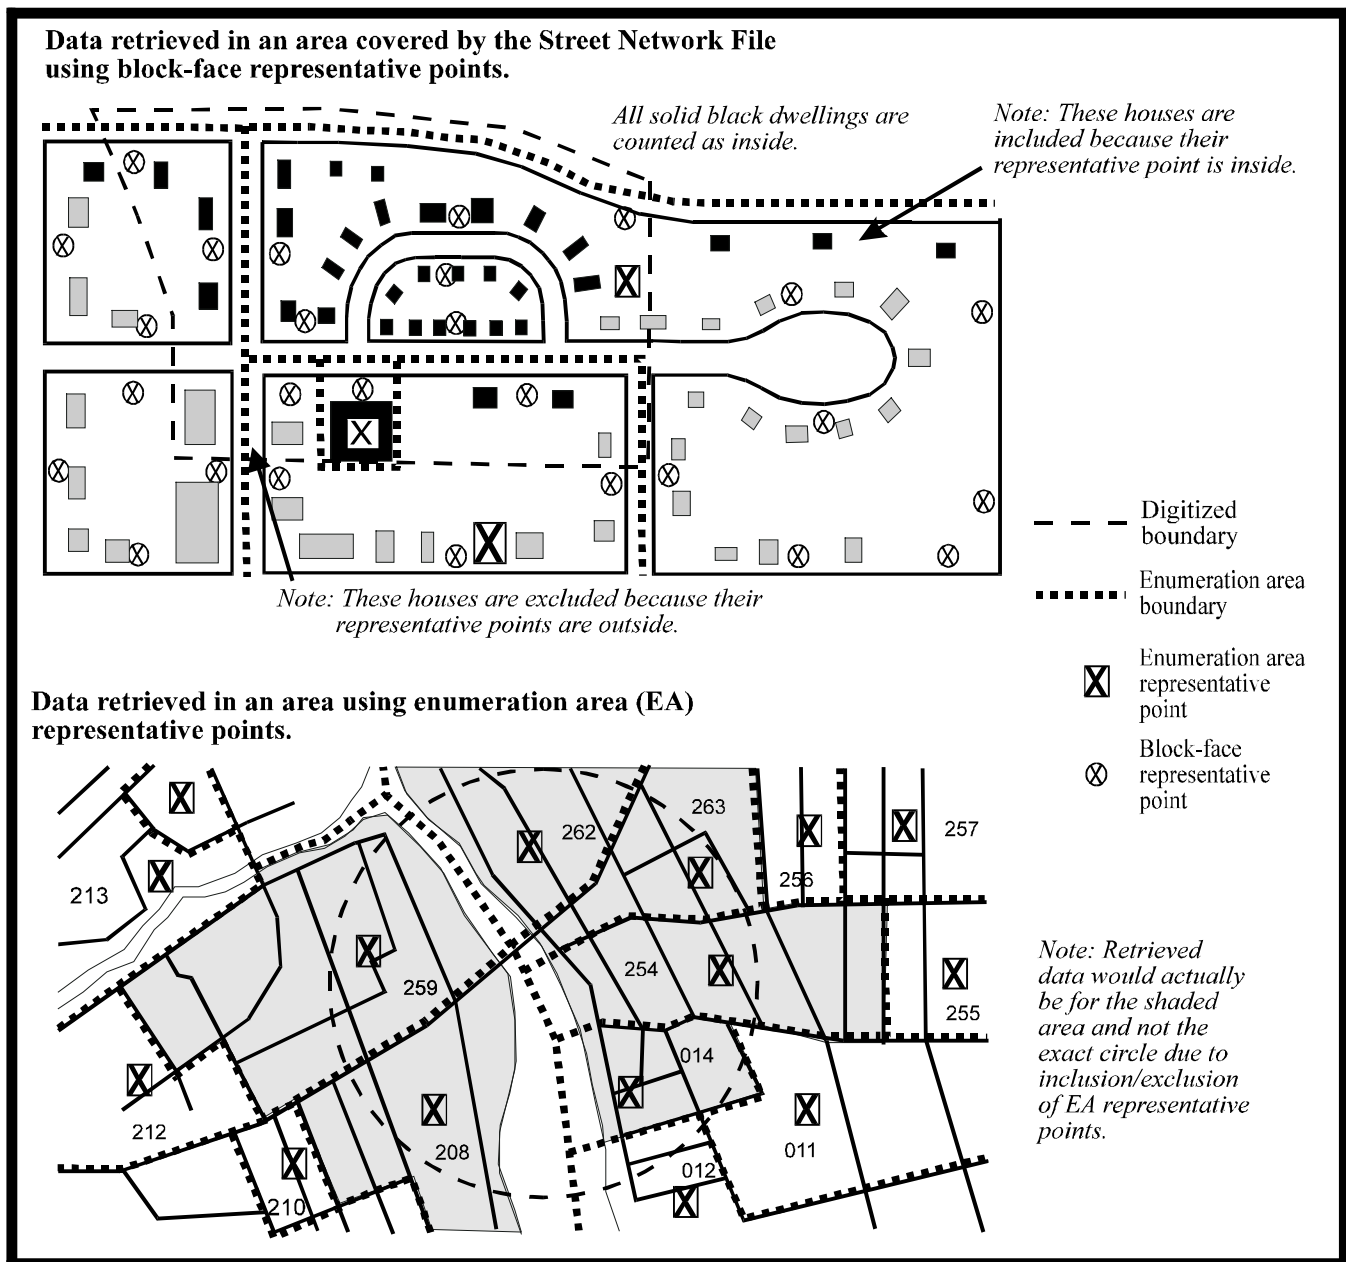 Data retrieved in an area covered by the Street Network File
using block-face representative points.
All solid black dwellings are
counted as inside.
Note: These houses are
included because their
representative point is inside.
Note: These houses are excluded because their
representative points are outside.
Digitized
boundary
Enumeration area
boundary
Enumeration area
representative
point
Block-face
representative
point
Data retrieved in an area using enumeration area (EA)
representative points.
263
262
257
256
213
254
259
255
014
212
208
011
012
210
Note: Retrieved
data would actually
be for the shaded
area and not the
exact circle due to
inclusion/exclusion
of EA representative
points.